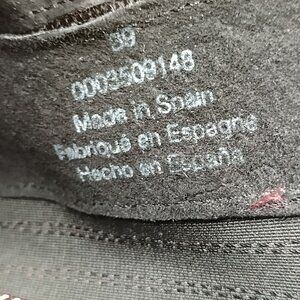 39
0003509148
Made in Spain
Fabriqué en Espagne
Hecho en España